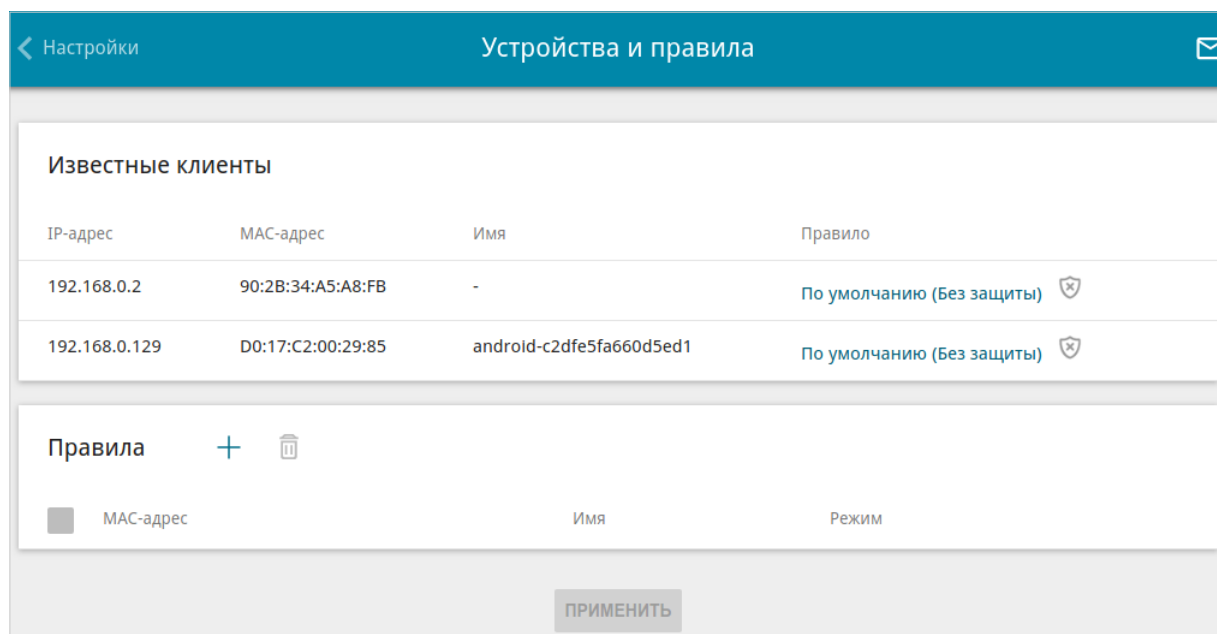 Настройки Устройства и правила
Известные клиенты
IP-адрес MAC-адрес Имя Правило
192.168.0.2 90:2B:34:A5:A8:FB - По умолчанию (Без защиты)
192.168.0.129 D0:17:C2:00:29:85 android-c2dfe5fa660d5ed1 По умолчанию (Без защиты)
Правила
MAC-адрес Имя Режим
ПРИМЕНИТЬ